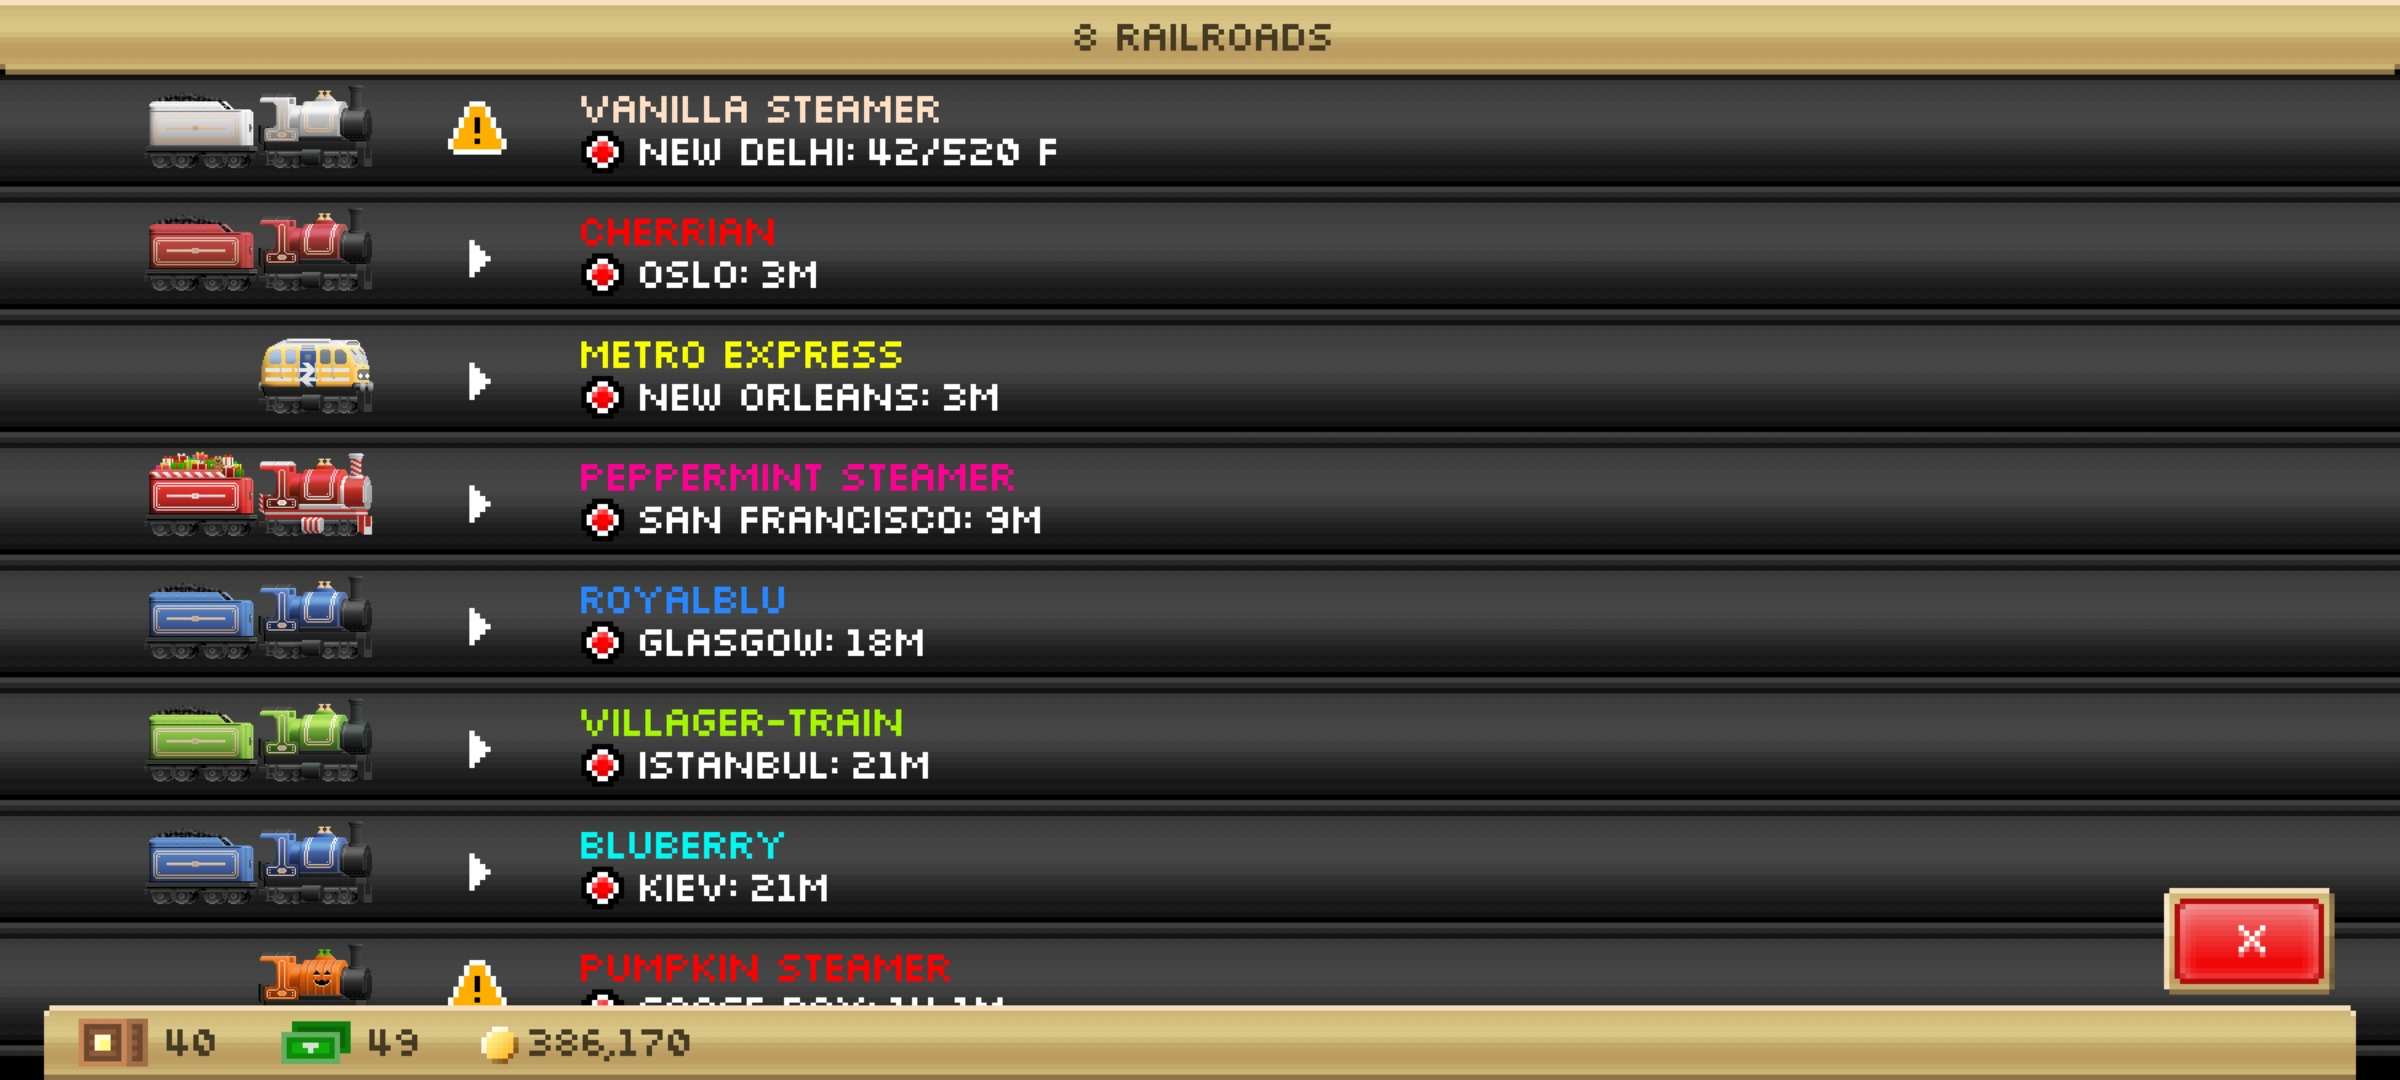 8 RAILROADS
VANILLA STEAMER
NEW DELHI: 42/520 F
CHERRIAN
OSLO: 3M
METRO EXPRESS
NEW ORLEANS: 3M
PEPPERMINT STEAMER
SAN FRANCISCO: 9M
ROYALBLU
GLASGOW: 18M
VILLAGER-TRAIN
ISTANBUL: 21M
BLUBERRY
KIEV: 21M
PUMPKIN STEAMER
X
40 49 386,170